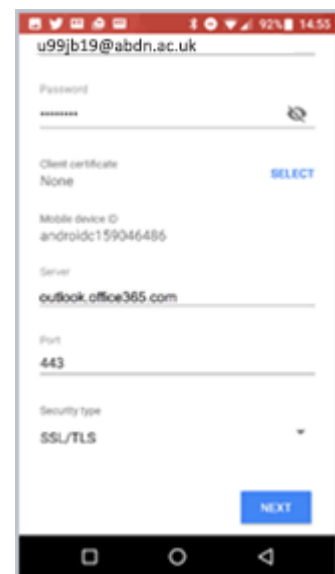 92% 14:55
u99jb19@abdn.ac.uk
Password
········
Client certificate
None
SELECT
Mobile device ID
androidc159046486
Server
outlook.office365.com
Port
443
Security type
SSL/TLS
NEXT